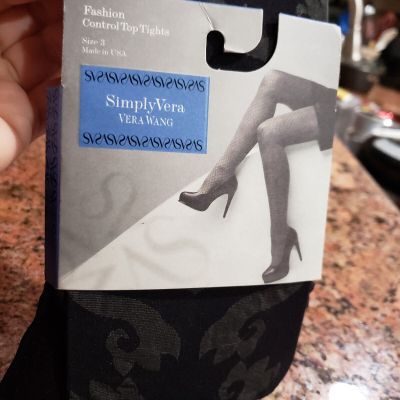 Fashion
Control Top Tights
Size 3
Made in USA
SimplyVera
VERA WANG